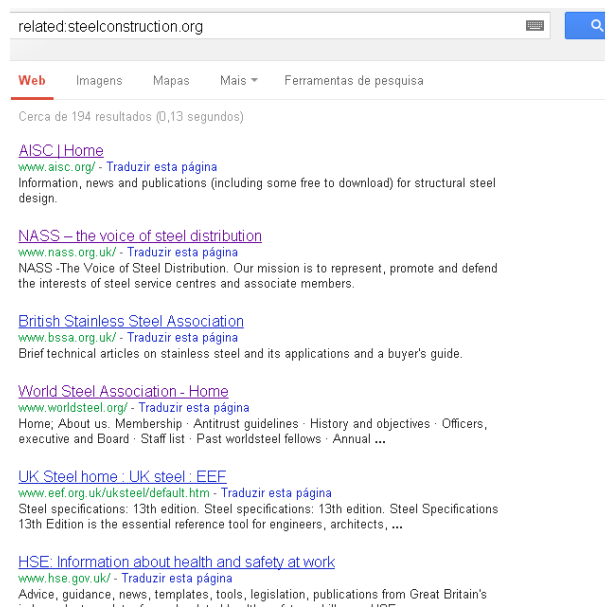 related:steelconstruction.org
Web Imagens Mapas Mais Ferramentas de pesquisa
Cerca de 194 resultados (0,13 segundos)
AISC | Home
www.aisc.org/ - Traduzir esta página
Information, news and publications (including some free to download) for structural steel
design.
NASS – the voice of steel distribution
www.nass.org.uk/ - Traduzir esta página
NASS -The Voice of Steel Distribution. Our mission is to represent, promote and defend
the interests of steel service centres and associate members.
British Stainless Steel Association
www.bssa.org.uk/ - Traduzir esta página
Brief technical articles on stainless steel and its applications and a buyer's guide.
World Steel Association - Home
www.worldsteel.org/ - Traduzir esta página
Home; About us. Membership · Antitrust guidelines · History and objectives · Officers,
executive and Board · Staff list · Past worldsteel fellows · Annual ...
UK Steel home : UK steel : EEF
www.eef.org.uk/uksteel/default.htm - Traduzir esta página
Steel specifications: 13th edition. Steel specifications: 13th edition. Steel Specifications
13th Edition is the essential reference tool for engineers, architects, ...
HSE: Information about health and safety at work
www.hse.gov.uk/ - Traduzir esta página
Advice, guidance, news, templates, tools, legislation, publications from Great Britain's